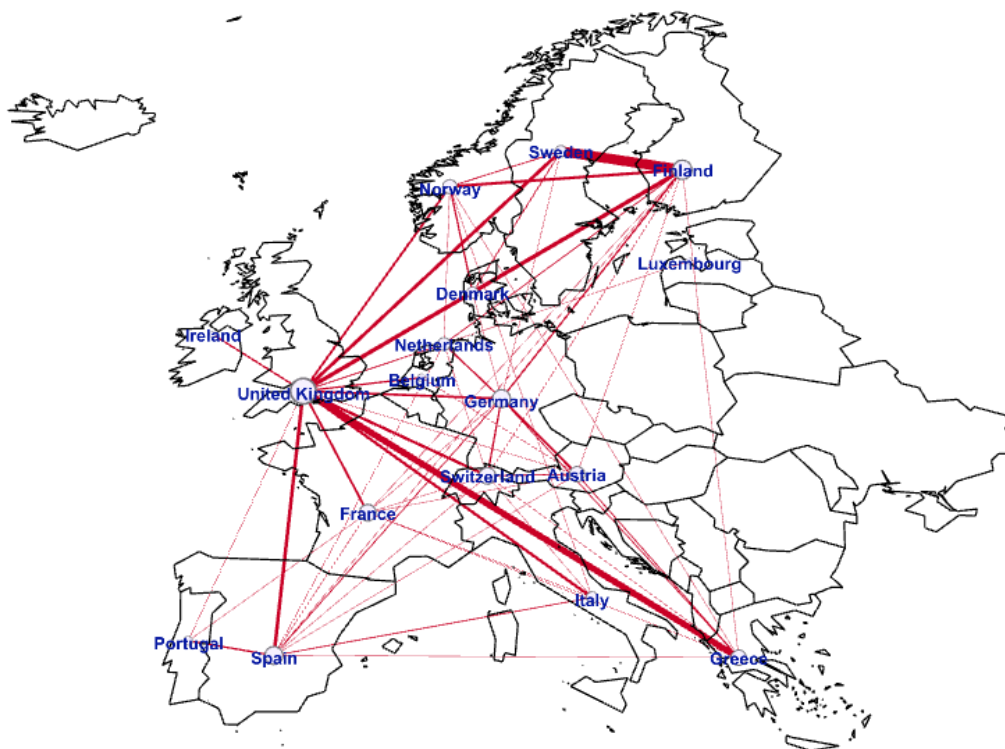 Sweden
Finland
Norway
Luxembourg
Denmark
Ireland
Netherlands
Belgium
United Kingdom
Germany
Switzerland
Austria
France
Italy
Portugal
Spain
Greece